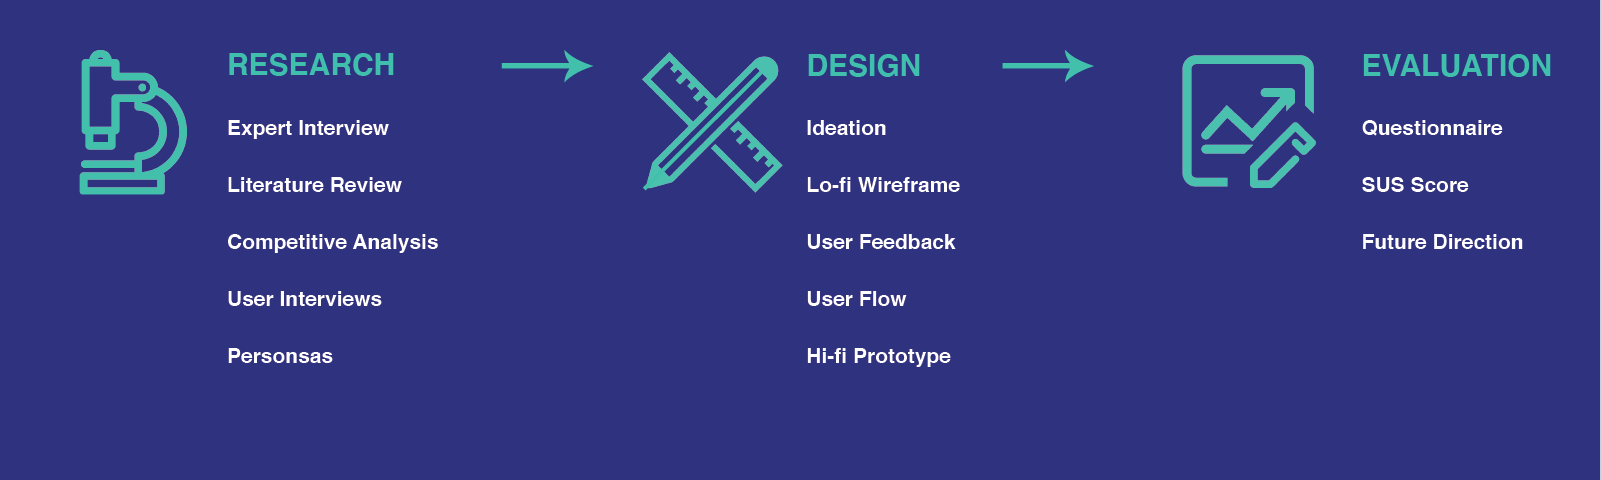 RESEARCH
Expert Interview
Literature Review
Competitive Analysis
User Interviews
Personsas
DESIGN
Ideation
Lo-fi Wireframe
User Feedback
User Flow
Hi-fi Prototype
EVALUATION
Questionnaire
SUS Score
Future Direction